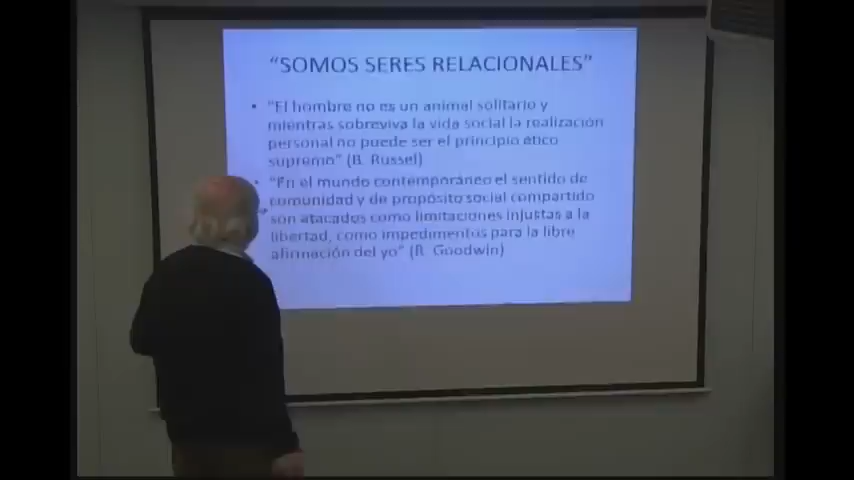 “SOMOS SERES RELACIONALES”
• “El hombre no es un animal solitario y
mientras sobreviva la vida social la realización
personal no puede ser el principio ético
supremo” (B. Russel)
• “En el mundo contemporáneo el sentido de
comunidad y de propósito social compartido
son atacados como limitaciones injustas a la
libertad, como impedimentos para la libre
afirmación del yo” (R. Goodwin)